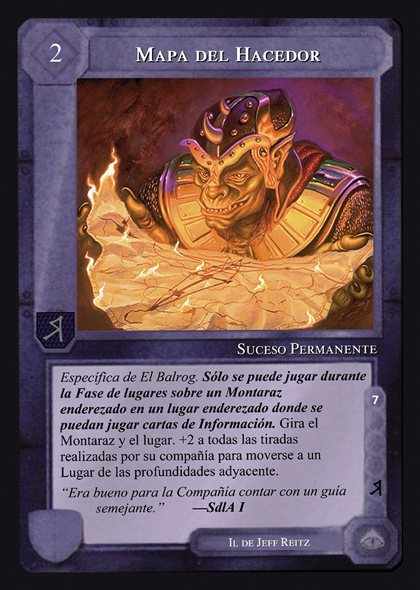 2
MAPA DEL HACEDOR
SUCESO PERMANENTE
Específica de El Balrog. Sólo se puede jugar durante
la Fase de lugares sobre un Montaraz
enderezado en un lugar enderezado donde se
puedan jugar cartas de Información. Gira el
Montaraz y el lugar. +2 a todas las tiradas
realizadas por su compañía para moverse a un
Lugar de las profundidades adyacente.
7
“Era bueno para la Compañía contar con un guía
semejante.” —SdlA I
IL DE JEFF REITZ